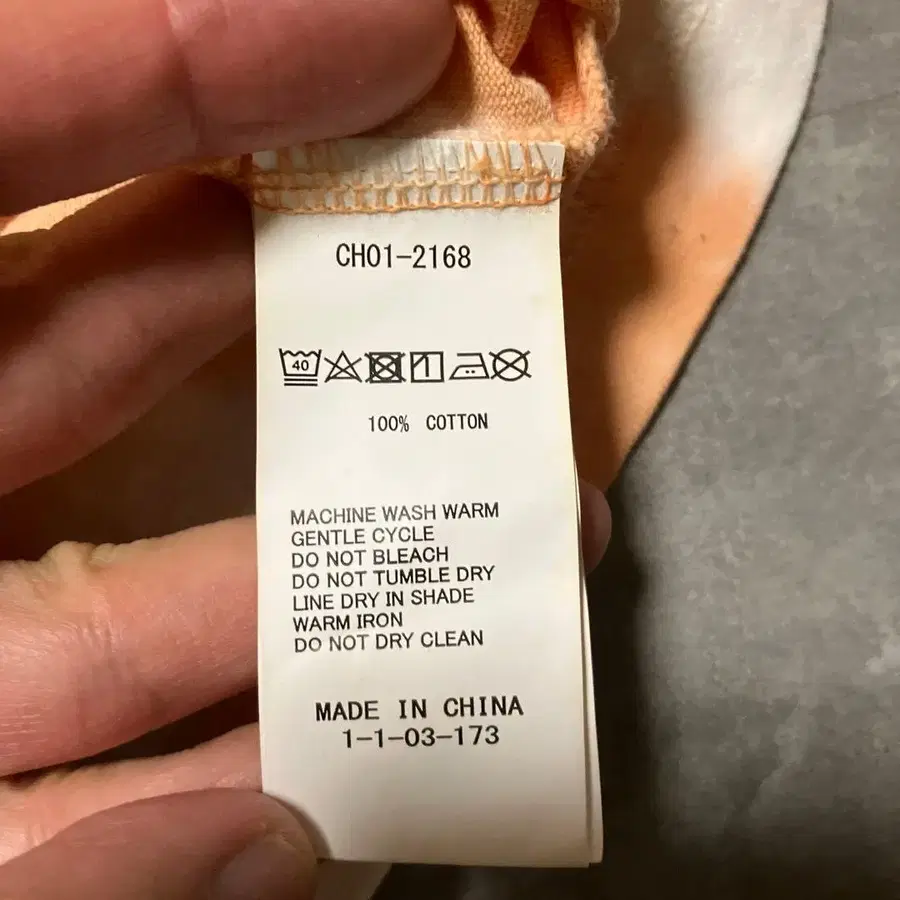 CH01-2168
40
100% COTTON
MACHINE WASH WARM
GENTLE CYCLE
DO NOT BLEACH
DO NOT TUMBLE DRY
LINE DRY IN SHADE
WARM IRON
DO NOT DRY CLEAN
MADE IN CHINA
1-1-03-173